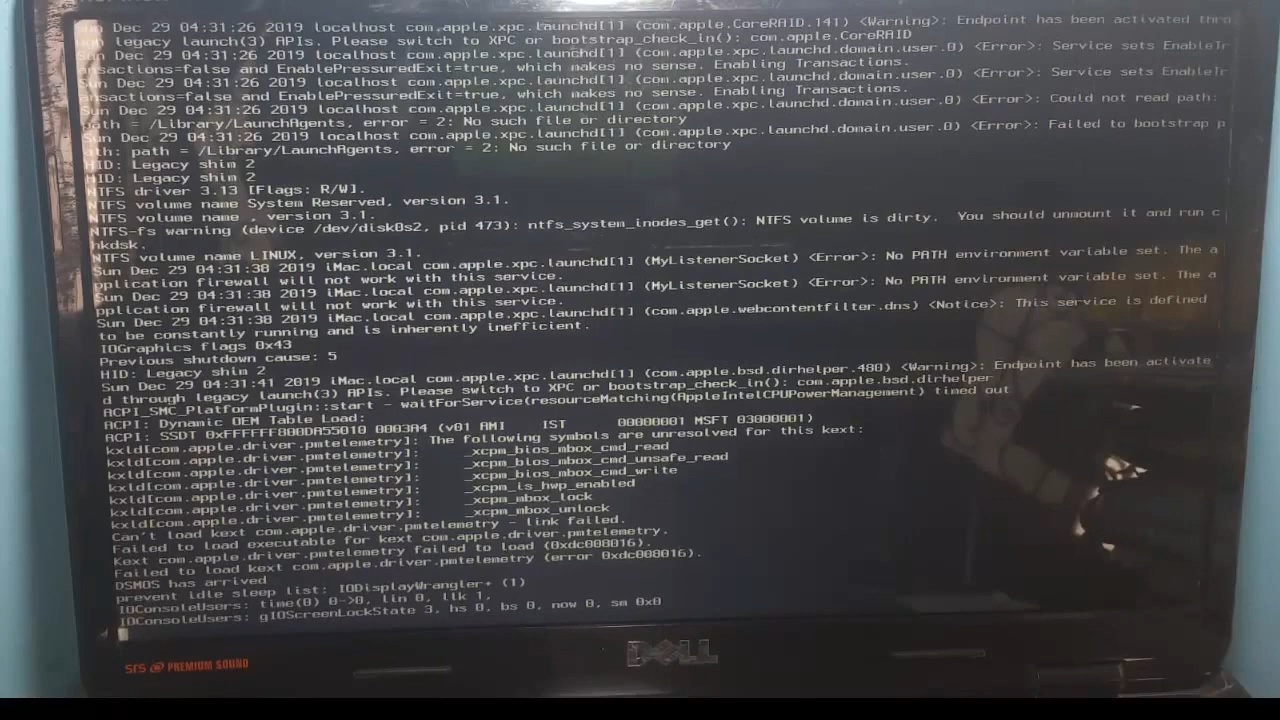 Sun Dec 29 04:31:26 2019 localhost com.apple.xpc.launchd[1] (com.apple.CoreRAID.141) <Warning>: Endpoint has been activated thro
ugh legacy launch(3) APIs. Please switch to XPC or bootstrap_check_in(): com.apple.CoreRAID
Sun Dec 29 04:31:26 2019 localhost com.apple.xpc.launchd[1] (com.apple.xpc.launchd.domain.user.0) <Error>: Service sets EnableTr
ansactions=false and EnablePressuredExit=true, which makes no sense. Enabling Transactions.
Sun Dec 29 04:31:26 2019 localhost com.apple.xpc.launchd[1] (com.apple.xpc.launchd.domain.user.0) <Error>: Service sets EnableTr
ansactions=false and EnablePressuredExit=true, which makes no sense. Enabling Transactions.
Sun Dec 29 04:31:26 2019 localhost com.apple.xpc.launchd[1] (com.apple.xpc.launchd.domain.user.0) <Error>: Could not read path:
path = /Library/LaunchAgents, error = 2: No such file or directory
Sun Dec 29 04:31:26 2019 localhost com.apple.xpc.launchd[1] (com.apple.xpc.launchd.domain.user.0) <Error>: Failed to bootstrap p
ath: path = /Library/LaunchAgents, error = 2: No such file or directory
HID: Legacy shim 2
HID: Legacy shim 2
NTFS driver 3.13 [Flags: R/W].
NTFS volume name System Reserved, version 3.1.
NTFS volume name , version 3.1.
NTFS-fs warning (device /dev/disk0s2, pid 473): ntfs_system_inodes_get(): NTFS volume is dirty.  You should unmount it and run c
hkdsk.
NTFS volume name LINUX, version 3.1.
Sun Dec 29 04:31:38 2019 iMac.local com.apple.xpc.launchd[1] (MyListenerSocket) <Error>: No PATH environment variable set. The a
pplication firewall will not work with this service.
Sun Dec 29 04:31:38 2019 iMac.local com.apple.xpc.launchd[1] (MyListenerSocket) <Error>: No PATH environment variable set. The a
pplication firewall will not work with this service.
Sun Dec 29 04:31:38 2019 iMac.local com.apple.xpc.launchd[1] (com.apple.webcontentfilter.dns) <Notice>: This service is defined
to be constantly running and is inherently inefficient.
IOGraphics flags 0x43
Previous shutdown cause: 5
HID: Legacy shim 2
Sun Dec 29 04:31:41 2019 iMac.local com.apple.xpc.launchd[1] (com.apple.bsd.dirhelper.480) <Warning>: Endpoint has been activate
d through legacy launch(3) APIs. Please switch to XPC or bootstrap_check_in(): com.apple.bsd.dirhelper
ACPI_SMC_PlatformPlugin::start - waitForService(resourceMatching(AppleIntelCPUPowerManagement) timed out
ACPI: Dynamic OEM Table Load:
ACPI: SSDT 0xFFFFFF800DA55010 0003A4 (v01 AMI    IST      00000001 MSFT 03000001)
kxld[com.apple.driver.pmtelemetry]: The following symbols are unresolved for this kext:
kxld[com.apple.driver.pmtelemetry]:     _xcpm_bios_mbox_cmd_read
kxld[com.apple.driver.pmtelemetry]:     _xcpm_bios_mbox_cmd_unsafe_read
kxld[com.apple.driver.pmtelemetry]:     _xcpm_bios_mbox_cmd_write
kxld[com.apple.driver.pmtelemetry]:     _xcpm_is_hwp_enabled
kxld[com.apple.driver.pmtelemetry]:     _xcpm_mbox_lock
kxld[com.apple.driver.pmtelemetry]:     _xcpm_mbox_unlock
Can't load kext com.apple.driver.pmtelemetry - link failed.
Failed to load executable for kext com.apple.driver.pmtelemetry.
Kext com.apple.driver.pmtelemetry failed to load (0xdc008016).
Failed to load kext com.apple.driver.pmtelemetry (error 0xdc008016).
DSMOS has arrived
prevent idle sleep list: IODisplayWrangler+ (1)
IOConsoleUsers: time(0) 0->0, lin 0, llk 1,
IOConsoleUsers: gIOScreenLockState 3, hs 0, bs 0, now 0, sm 0x0
SRS PREMIUM SOUND
DELL